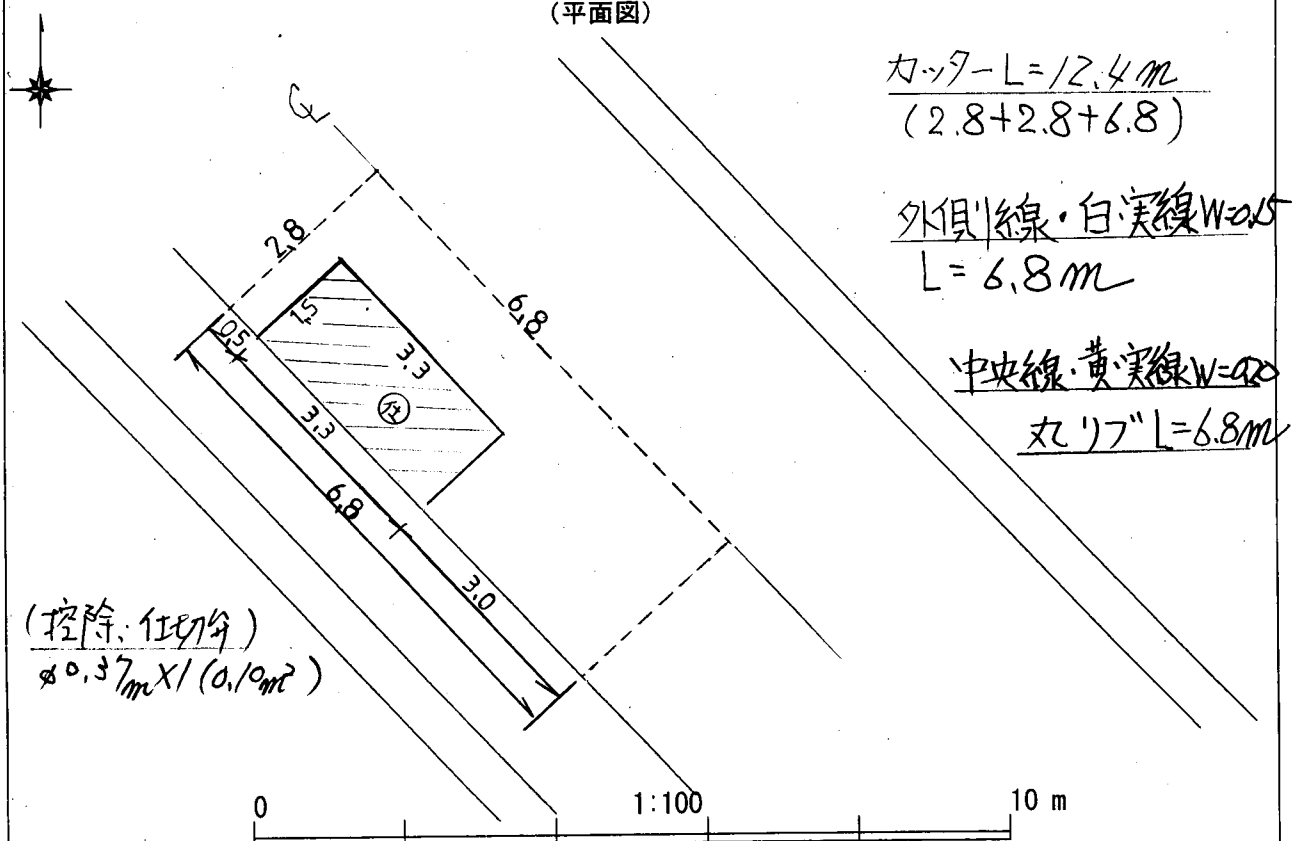 (平面図)
カッターL=12.4m
(2.8+2.8+6.8)
外側線・白実線W=0.15
L=6.8m
中央線・黄実線W=0.20
丸リブL=6.8m
CL
2.8
6.8
1.5
0.5
3.3
仕
3.3
6.8
3.0
(控除:仕切弁)
φ0.37m×1(0.10m²)
0 1:100 10 m